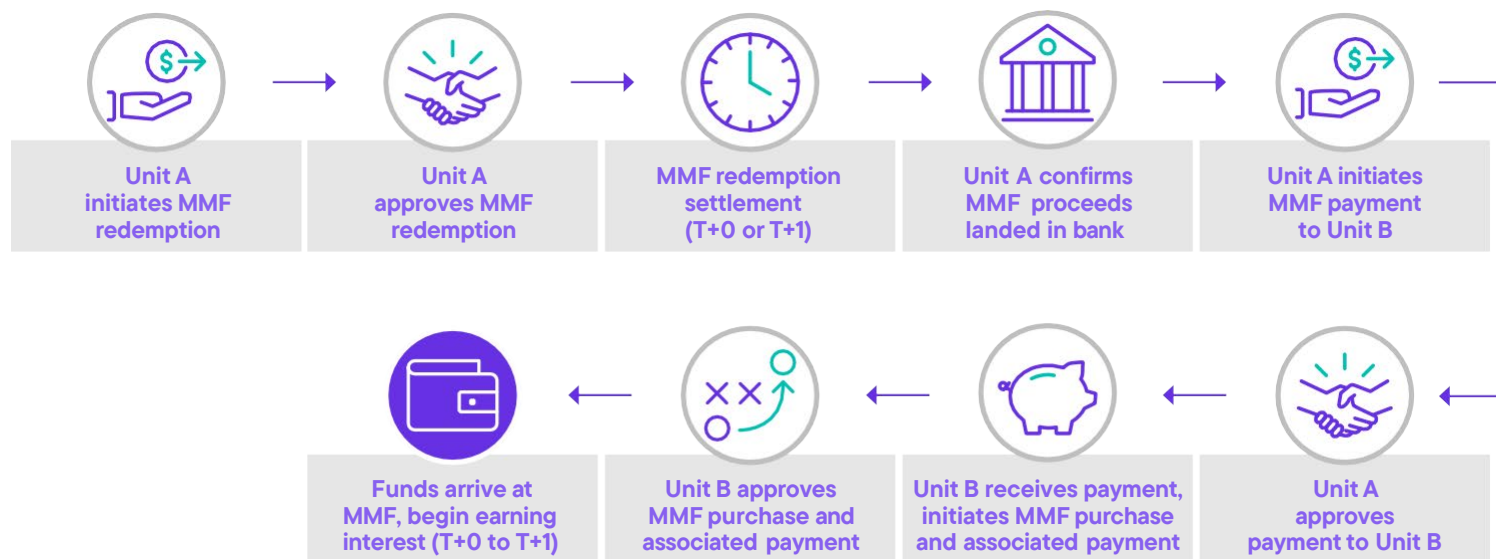 Unit A
initiates MMF
redemption
Unit A
approves MMF
redemption
MMF redemption
settlement
(T+0 or T+1)
Unit A confirms
MMF proceeds
landed in bank
Unit A initiates
MMF payment
to Unit B
Unit A
approves
payment to Unit B
Unit B receives payment,
initiates MMF purchase
and associated payment
Unit B approves
MMF purchase and
associated payment
Funds arrive at
MMF, begin earning
interest (T+0 to T+1)